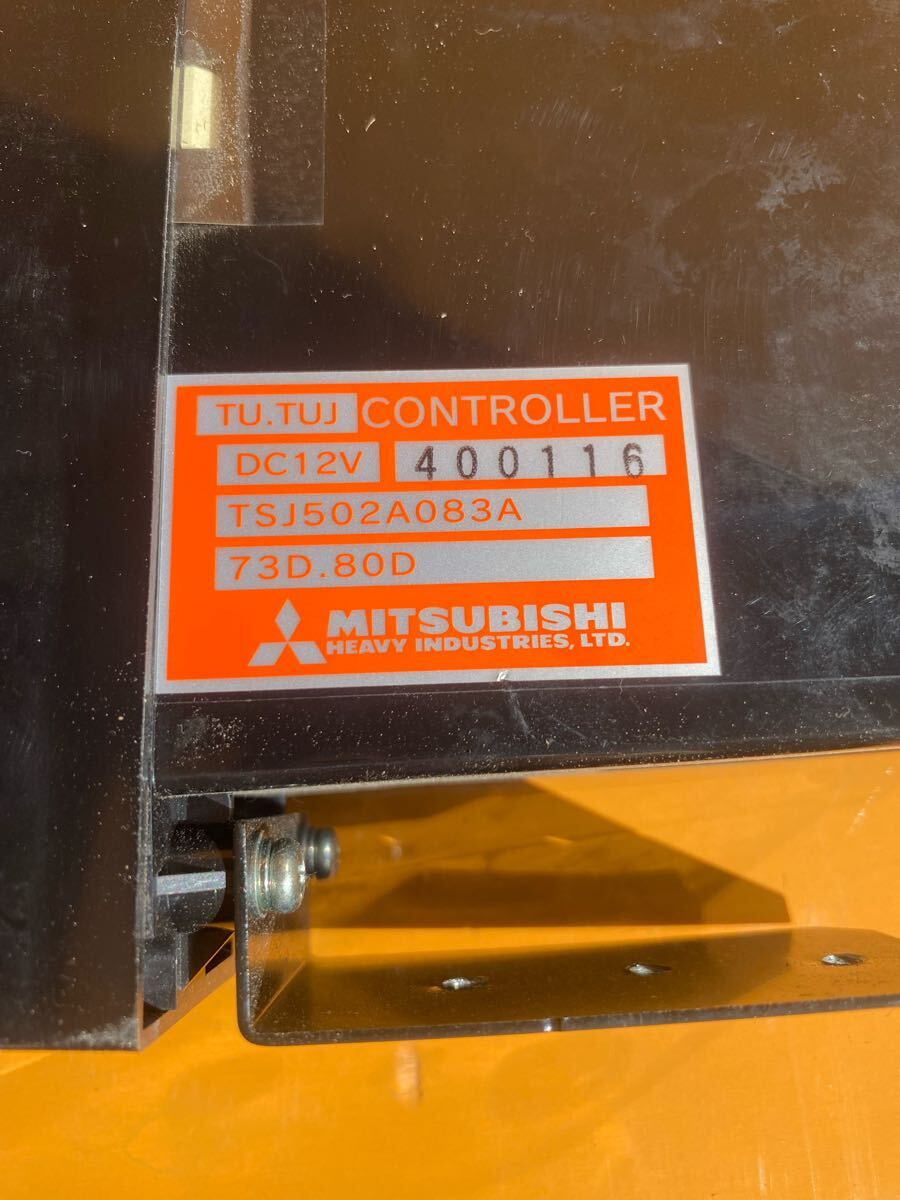 TU.TUJ CONTROLLER
DC12V 400116
TSJ502A083A
73D.80D
MITSUBISHI
HEAVY INDUSTRIES, LTD.